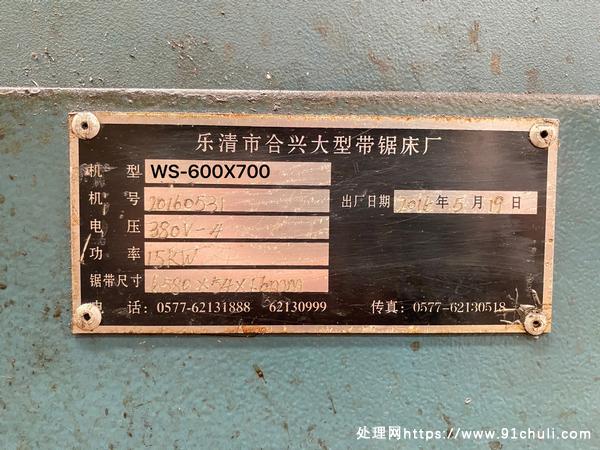 乐清市合兴大型带锯床厂
机 型 WS-600X700
机 号 20160531 出厂日期 2016年5月19日
电 压 380V-A
功 率 15KW
锯带尺寸
电 话:0577-62131888 62130999 传真:0577-62130518
处理网https://www.91chuli.com/